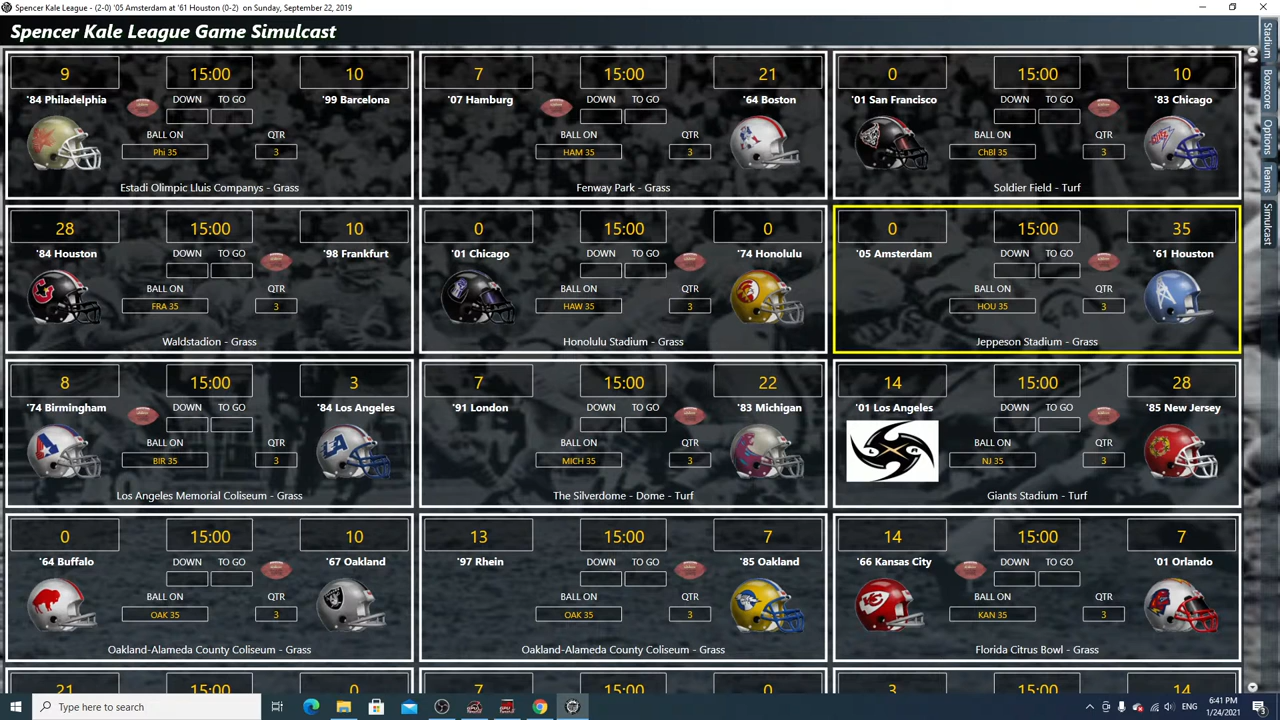 Spencer Kale League - (2-0) '05 Amsterdam at '61 Houston (0-2)  on Sunday, September 22, 2019
Spencer Kale League Game Simulcast
9 15:00 10
'84 Philadelphia DOWN TO GO '99 Barcelona
BALL ON QTR
Phi 35 3
Estadi Olimpic Lluis Companys - Grass
7 15:00 21
'07 Hamburg DOWN TO GO '64 Boston
BALL ON QTR
HAM 35 3
Fenway Park - Grass
0 15:00 10
'01 San Francisco DOWN TO GO '83 Chicago
BALL ON QTR
ChBl 35 3
Soldier Field - Turf
28 15:00 10
'84 Houston DOWN TO GO '98 Frankfurt
BALL ON QTR
FRA 35 3
Waldstadion - Grass
0 15:00 0
'01 Chicago DOWN TO GO '74 Honolulu
BALL ON QTR
HAW 35 3
Honolulu Stadium - Grass
0 15:00 35
'05 Amsterdam DOWN TO GO '61 Houston
BALL ON QTR
HOU 35 3
Jeppeson Stadium - Grass
8 15:00 3
'74 Birmingham DOWN TO GO '84 Los Angeles
BALL ON QTR
BIR 35 3
A
LA
Los Angeles Memorial Coliseum - Grass
7 15:00 22
'91 London DOWN TO GO '83 Michigan
BALL ON QTR
MICH 35 3
The Silverdome - Dome - Turf
14 15:00 28
'01 Los Angeles DOWN TO GO '85 New Jersey
BALL ON QTR
NJ 35 3
Giants Stadium - Turf
0 15:00 10
'64 Buffalo DOWN TO GO '67 Oakland
BALL ON QTR
OAK 35 3
Oakland-Alameda County Coliseum - Grass
13 15:00 7
'97 Rhein DOWN TO GO '85 Oakland
BALL ON QTR
OAK 35 3
Oakland-Alameda County Coliseum - Grass
14 15:00 7
'66 Kansas City DOWN TO GO '01 Orlando
BALL ON QTR
KAN 35 3
KC
Florida Citrus Bowl - Grass
21 15:00 0
7 15:00 0
3 15:00 14
Stadium
Boxscore
Options
Teams
Simulcast
Type here to search
ENG
6:41 PM
1/24/2021
3